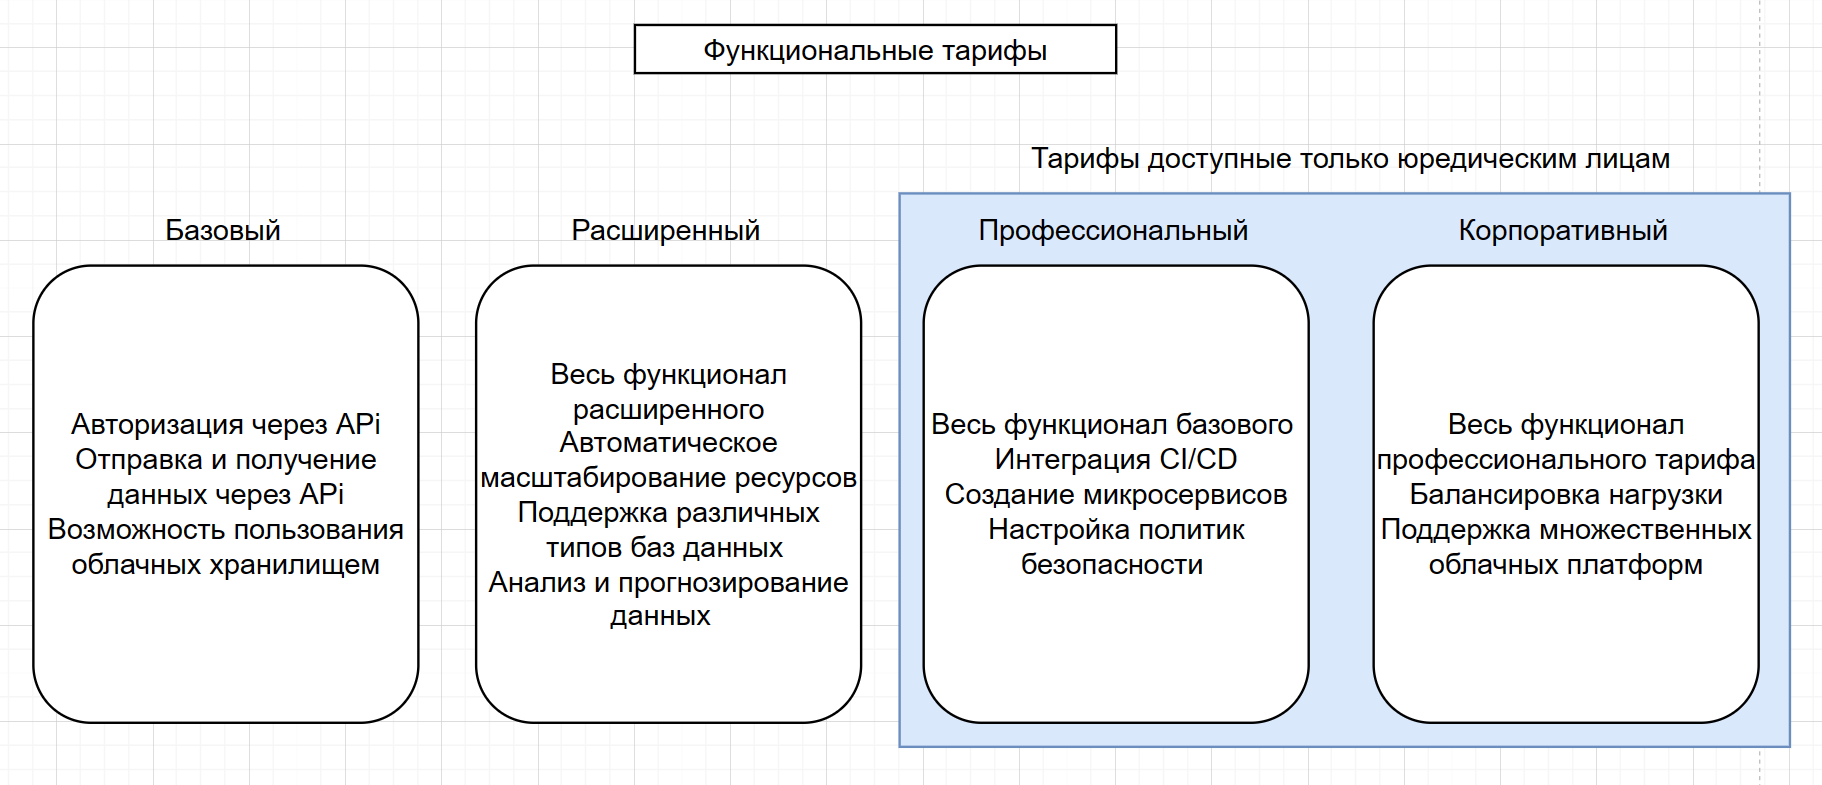 Функциональные тарифы
Тарифы доступные только юредическим лицам
Базовый
Авторизация через APi
Отправка и получение
данных через APi
Возможность пользования
облачных хранилищем
Расширенный
Весь функционал
расширенного
Автоматическое
масштабирование ресурсов
Поддержка различных
типов баз данных
Анализ и прогнозирование
данных
Профессиональный
Весь функционал базового
Интеграция CI/CD
Создание микросервисов
Настройка политик
безопасности
Корпоративный
Весь функционал
профессионального тарифа
Балансировка нагрузки
Поддержка множественных
облачных платформ